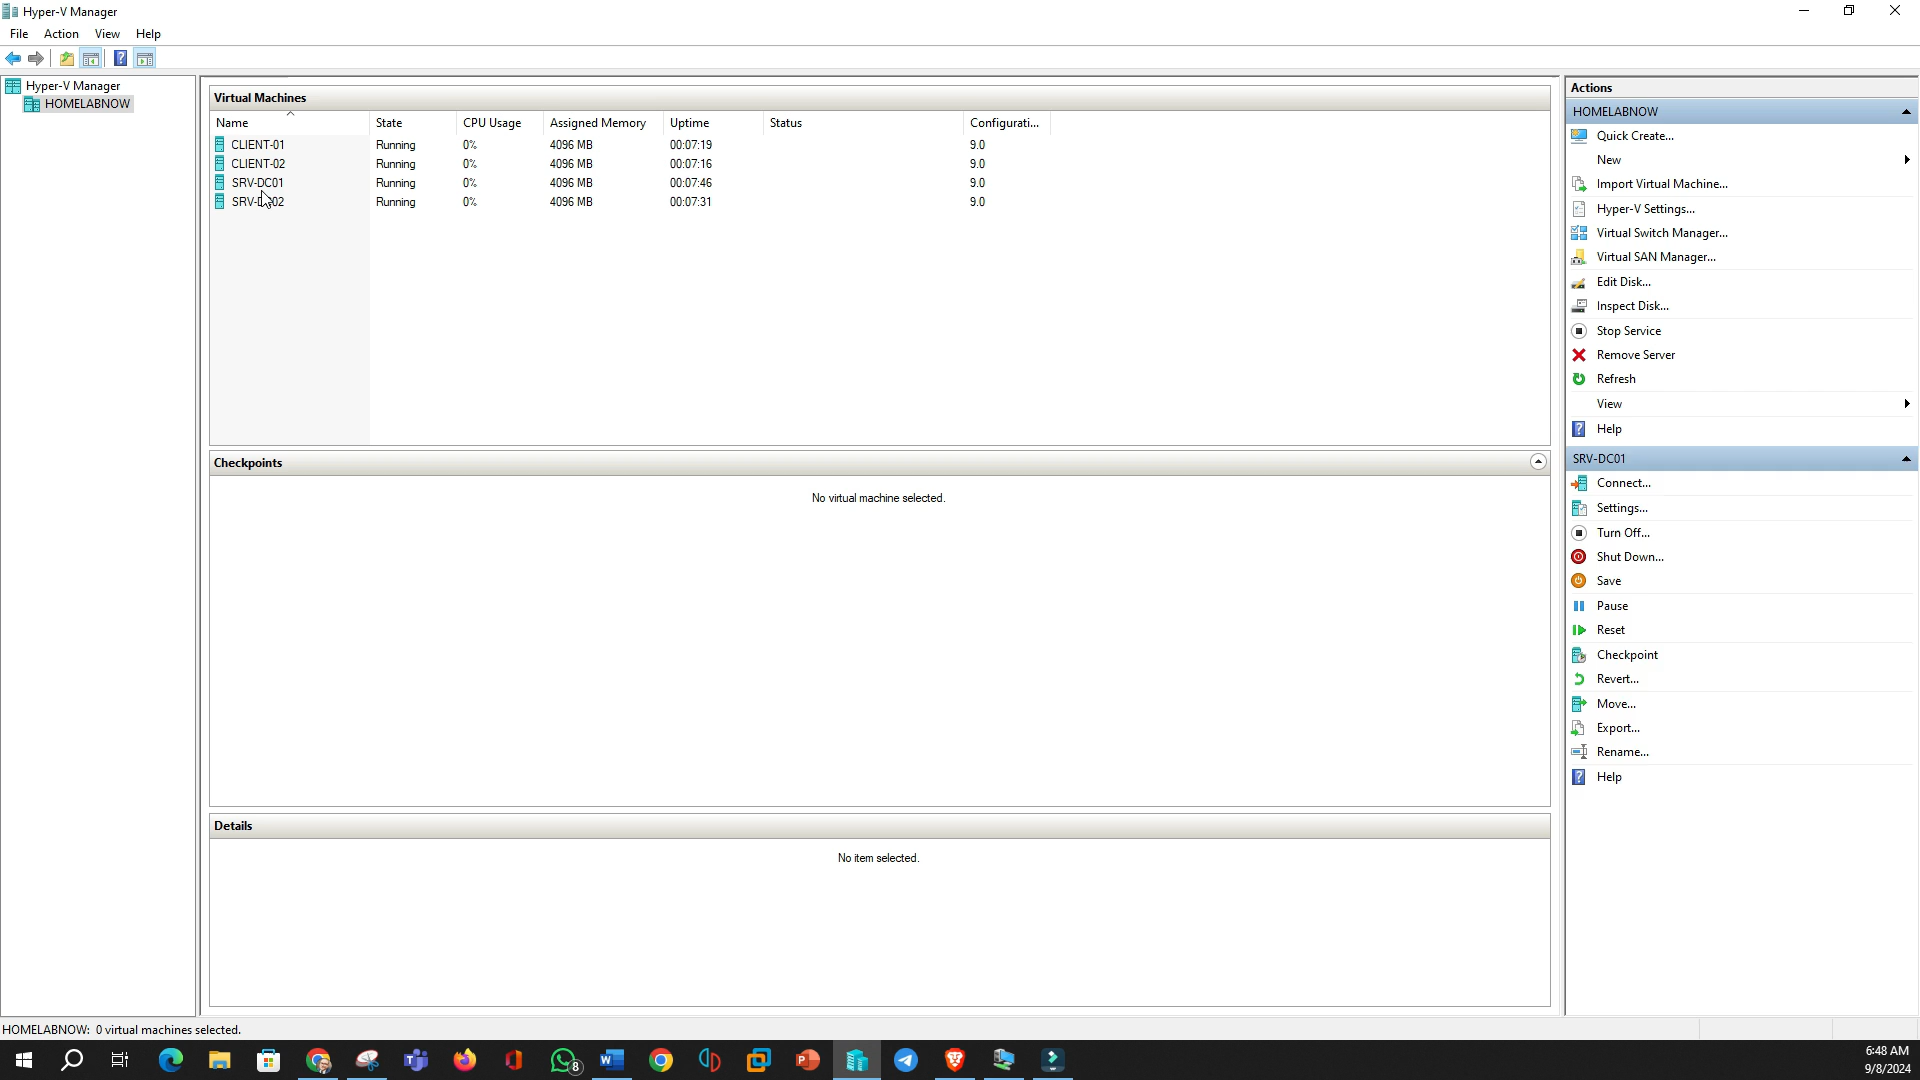 Hyper-V Manager
File Action View Help
Hyper-V Manager
HOMELABNOW
Virtual Machines
Name State CPU Usage Assigned Memory Uptime Status Configurati...
CLIENT-01 Running 0% 4096 MB 00:07:19 9.0
CLIENT-02 Running 0% 4096 MB 00:07:16 9.0
SRV-DC01 Running 0% 4096 MB 00:07:46 9.0
Running 0% 4096 MB 00:07:31 9.0
Checkpoints
No virtual machine selected.
Details
No item selected.
Actions
HOMELABNOW
Quick Create...
New
Import Virtual Machine...
Hyper-V Settings...
Virtual Switch Manager...
Virtual SAN Manager...
Edit Disk...
Inspect Disk...
Stop Service
Remove Server
Refresh
View
Help
SRV-DC01
Connect...
Settings...
Turn Off...
Shut Down...
Save
Pause
Reset
Checkpoint
Revert...
Move...
Export...
Rename...
Help
HOMELABNOW: 0 virtual machines selected.
8
6:48 AM
9/8/2024